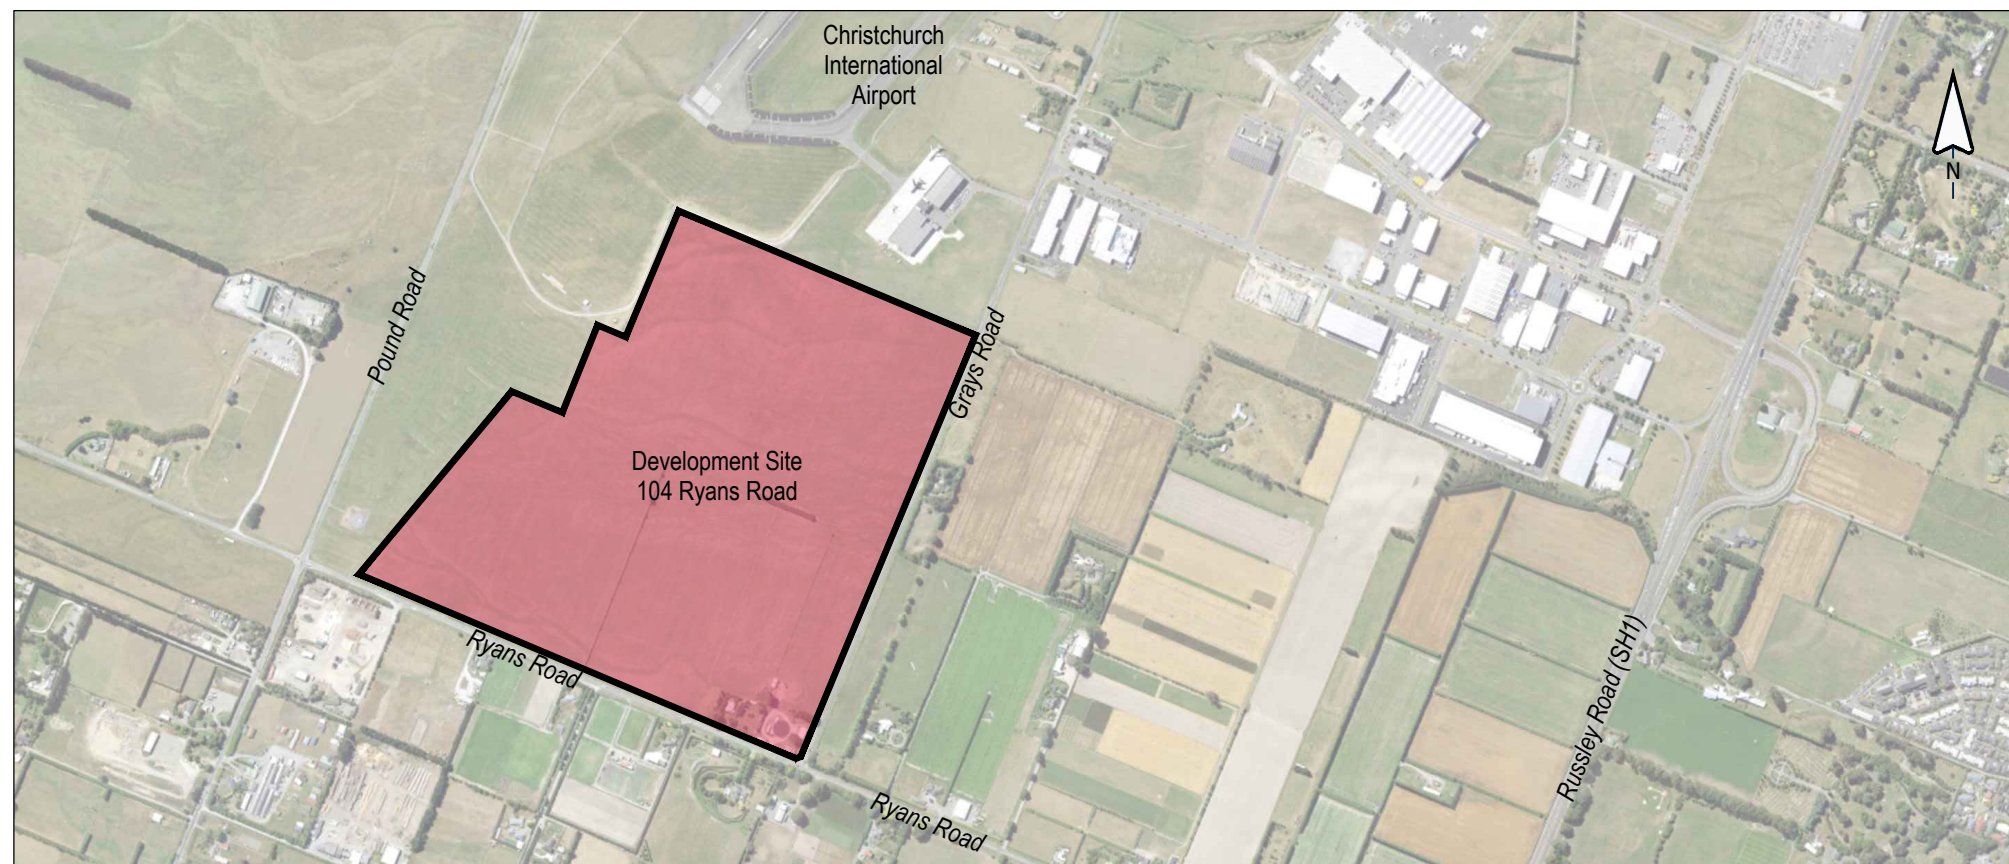 Christchurch
International
Airport
N
Pound Road
Grays Road
Development Site
104 Ryans Road
Ryans Road
Russley Road (SH1)
Ryans Road